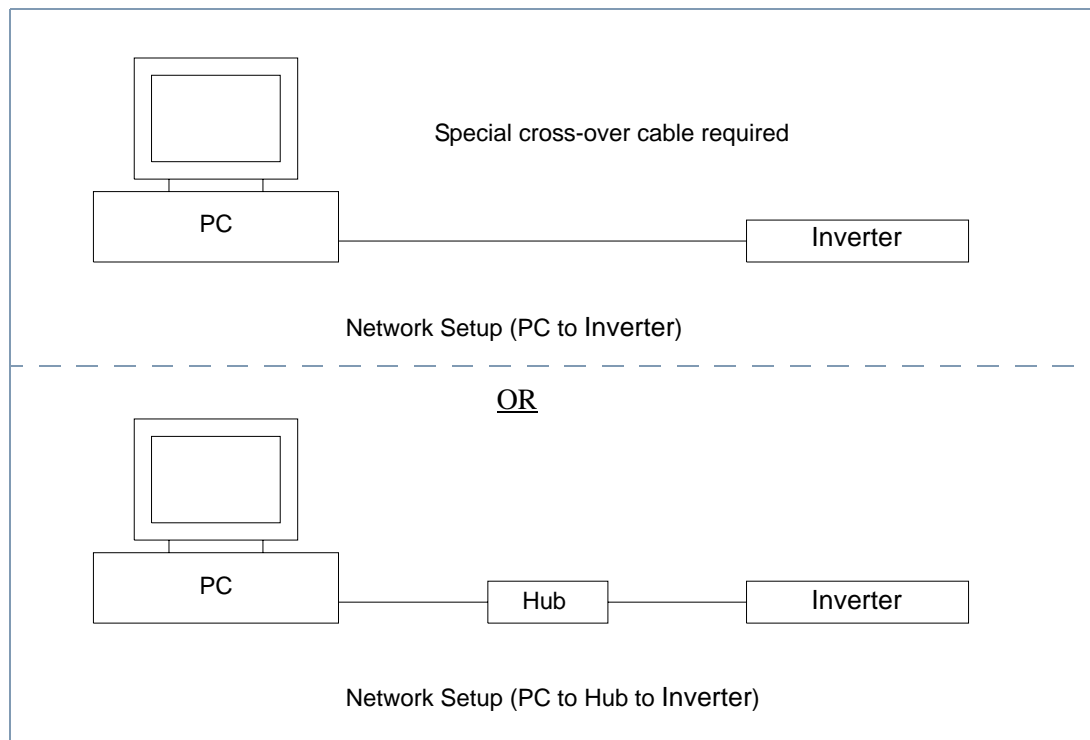 Special cross-over cable required
PC
Inverter
Network Setup (PC to Inverter)
OR
PC
Hub
Inverter
Network Setup (PC to Hub to Inverter)